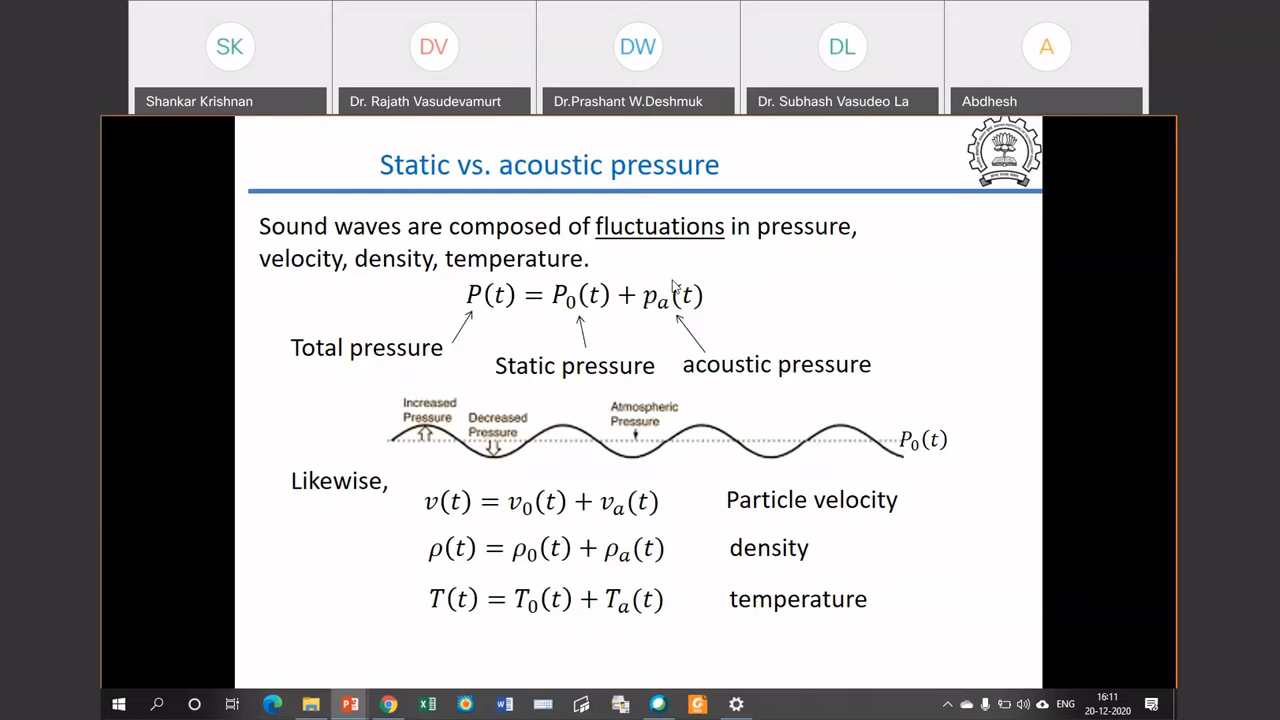 SK
DV
DW
DL
A
Shankar Krishnan
Dr. Rajath Vasudevamurt
Dr.Prashant W.Deshmuk
Dr. Subhash Vasudeo La
Abdhesh
Static vs. acoustic pressure
Sound waves are composed of fluctuations in pressure,
velocity, density, temperature.
P(t) = P₀(t) + pₐ(t)
Total pressure
Static pressure
acoustic pressure
Increased
Pressure
Decreased
Pressure
Atmospheric
Pressure
P₀(t)
Likewise,
v(t) = v₀(t) + vₐ(t) Particle velocity
ρ(t) = ρ₀(t) + ρₐ(t) density
T(t) = T₀(t) + Tₐ(t) temperature
ENG
16:11
20-12-2020